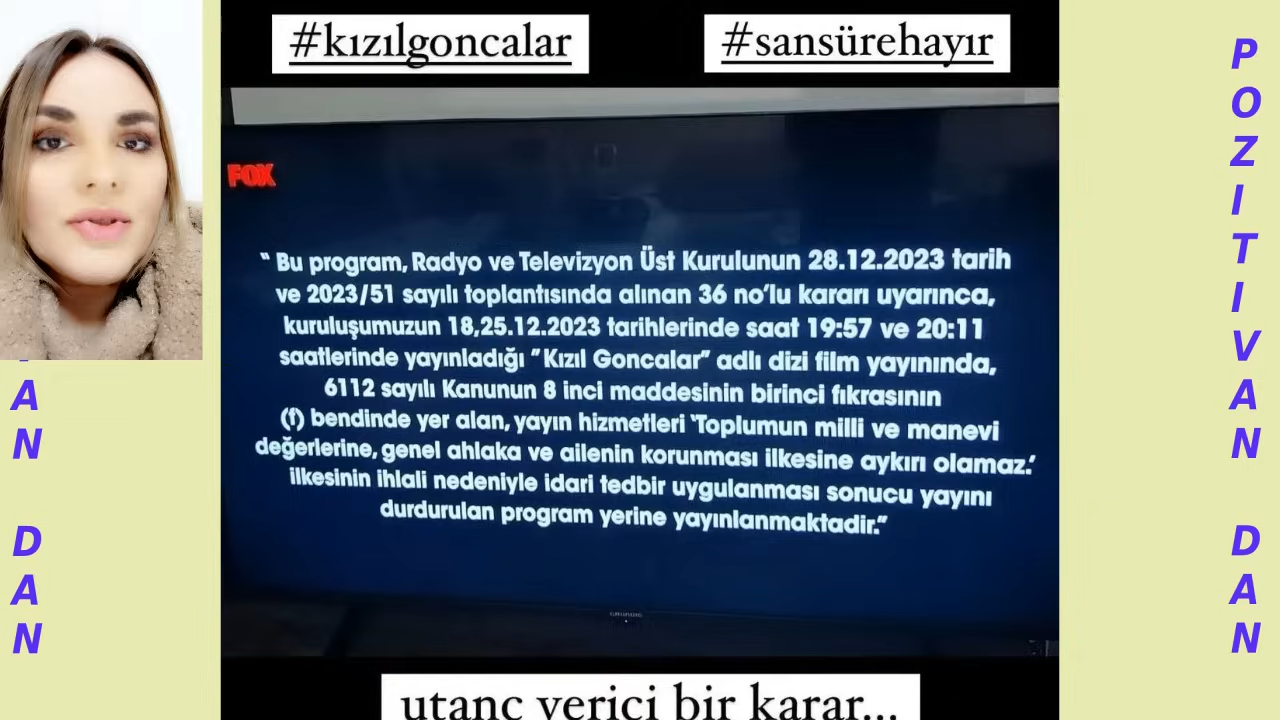 #kızılgoncalar
#sansürehayır
FOX
" Bu program, Radyo ve Televizyon Üst Kurulunun 28.12.2023 tarih
ve 2023/51 sayılı toplantısında alınan 36 no'lu kararı uyarınca,
kuruluşumuzun 18,25.12.2023 tarihlerinde saat 19:57 ve 20:11
saatlerinde yayınladığı "Kızıl Goncalar" adlı dizi film yayınında,
6112 sayılı Kanunun 8 inci maddesinin birinci fıkrasının
(f) bendinde yer alan, yayın hizmetleri 'Toplumun milli ve manevi
değerlerine, genel ahlaka ve ailenin korunması ilkesine aykırı olamaz.'
ilkesinin ihlali nedeniyle idari tedbir uygulanması sonucu yayını
durdurulan program yerine yayınlanmaktadır."
GRUNDIG
utanç verici bir karar...
AN DAN
POZITIVAN DAN